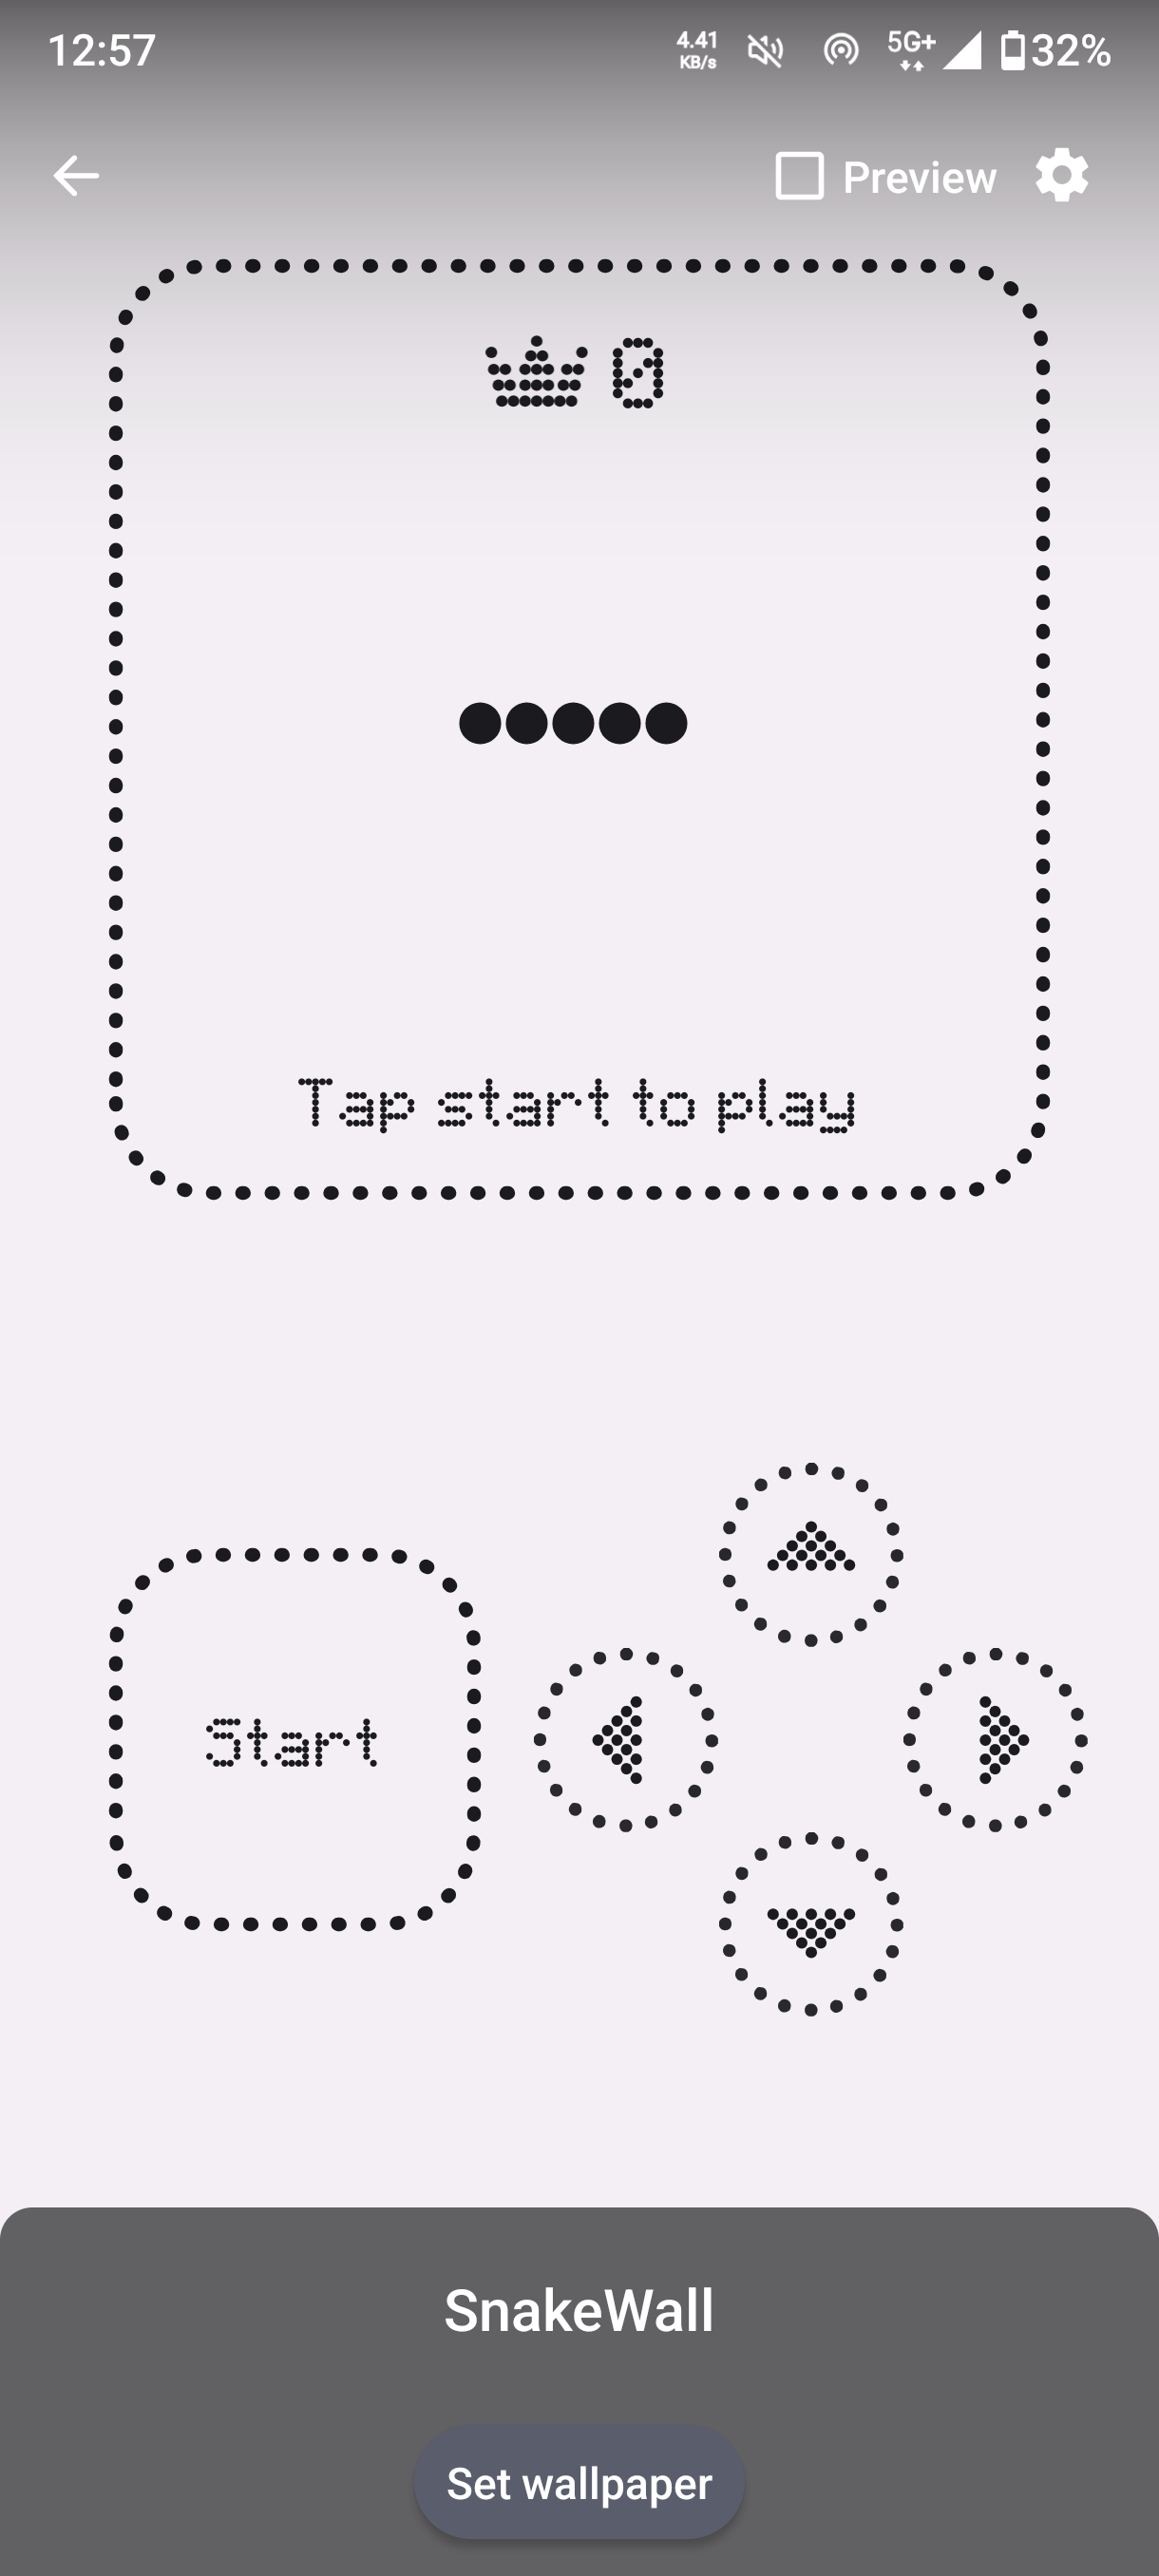 12:57 4.41 KB/s 5G+ 32%
Preview
0
Tap start to play
Start
SnakeWall
Set wallpaper